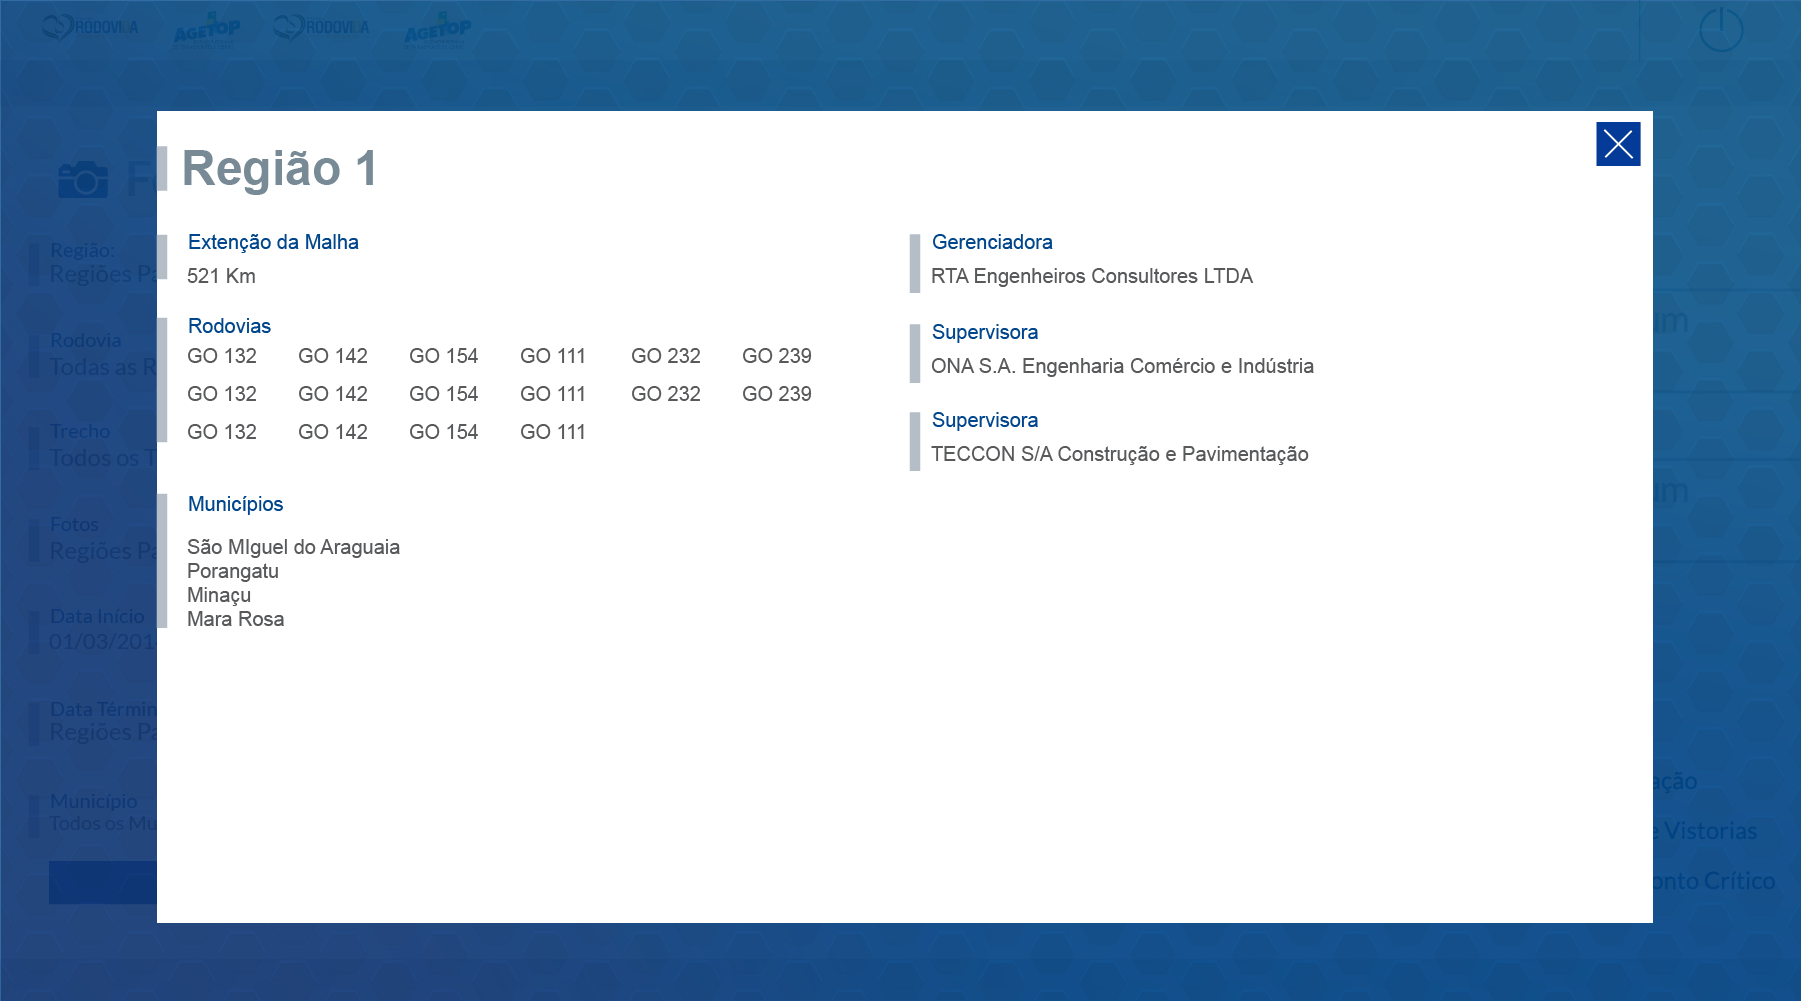 RODOVIDA
AGETOP
RODOVIDA
AGETOP
Região 1
Extenção da Malha
521 Km
Rodovias
GO 132 GO 142 GO 154 GO 111 GO 232 GO 239
GO 132 GO 142 GO 154 GO 111 GO 232 GO 239
GO 132 GO 142 GO 154 GO 111
Municípios
São MIguel do Araguaia
Porangatu
Minaçu
Mara Rosa
Gerenciadora
RTA Engenheiros Consultores LTDA
Supervisora
ONA S.A. Engenharia Comércio e Indústria
Supervisora
TECCON S/A Construção e Pavimentação
Região:
Regiões Pa
Rodovia
Todas as R
Trecho
Todos os T
Fotos
Regiões Pa
Data Início
01/03/201
Data Términ
Regiões Pa
Município
Todos os Mu
um
um
ação
e Vistorias
onto Crítico